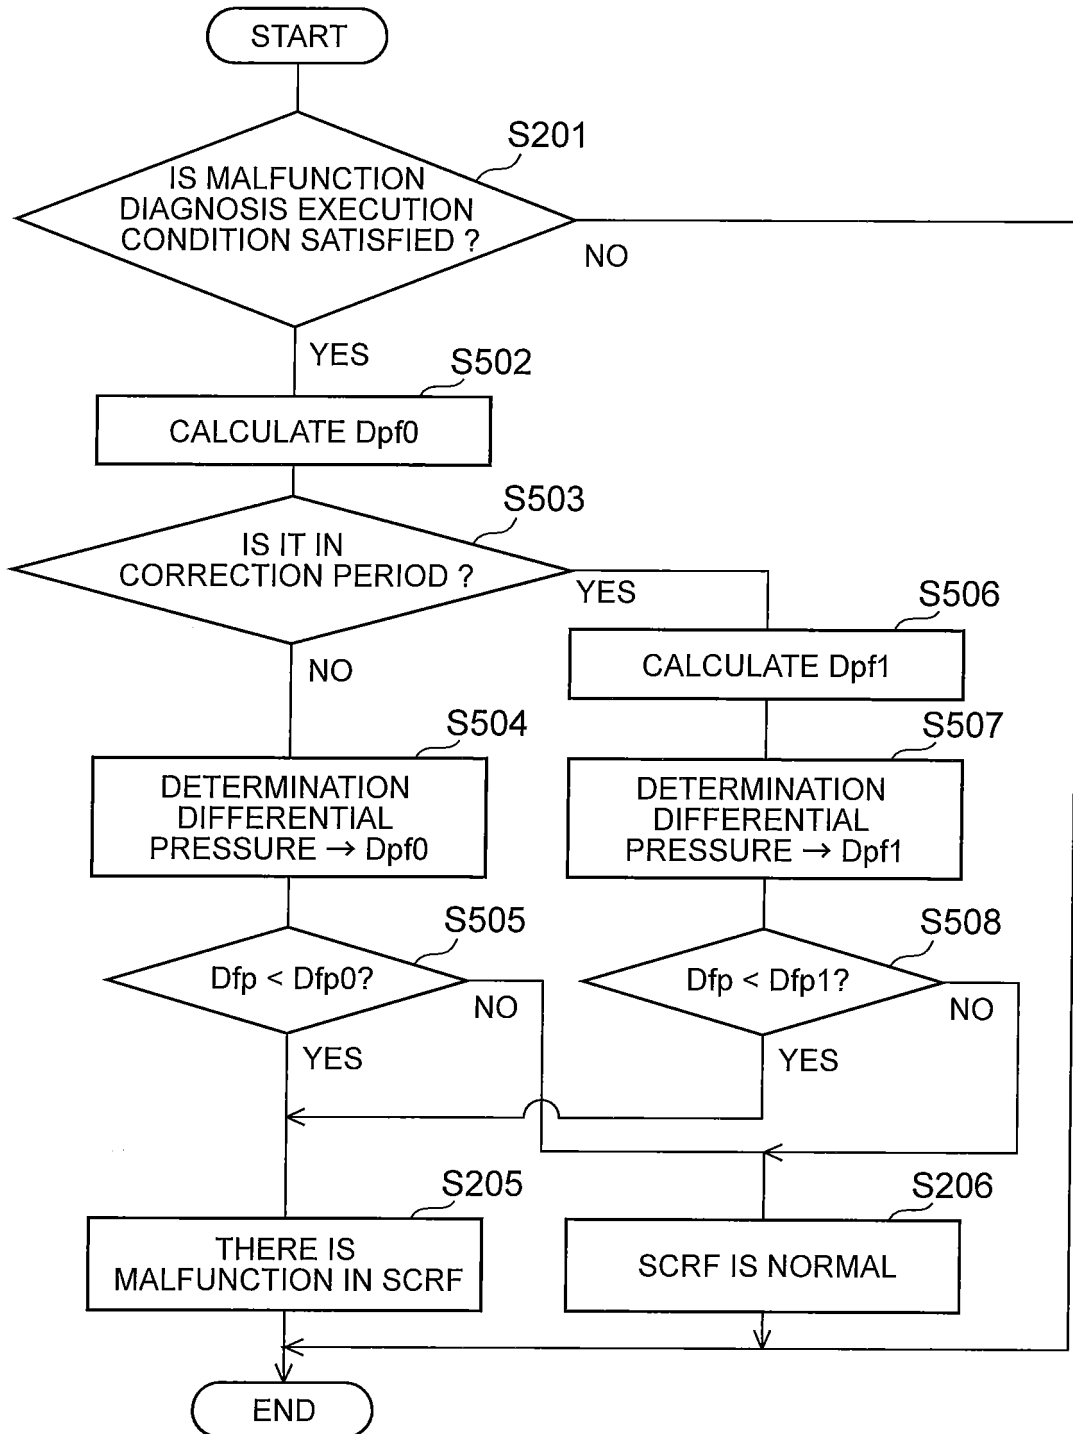 START
S201
IS MALFUNCTION
DIAGNOSIS EXECUTION
CONDITION SATISFIED ?
NO
YES
S502
CALCULATE Dpf0
S503
IS IT IN
CORRECTION PERIOD ?
YES
NO
S506
CALCULATE Dpf1
S504
DETERMINATION
DIFFERENTIAL
PRESSURE → Dpf0
S507
DETERMINATION
DIFFERENTIAL
PRESSURE → Dpf1
S505
Dfp < Dfp0?
NO
YES
S508
Dfp < Dfp1?
NO
YES
S205
THERE IS
MALFUNCTION IN SCRF
S206
SCRF IS NORMAL
END